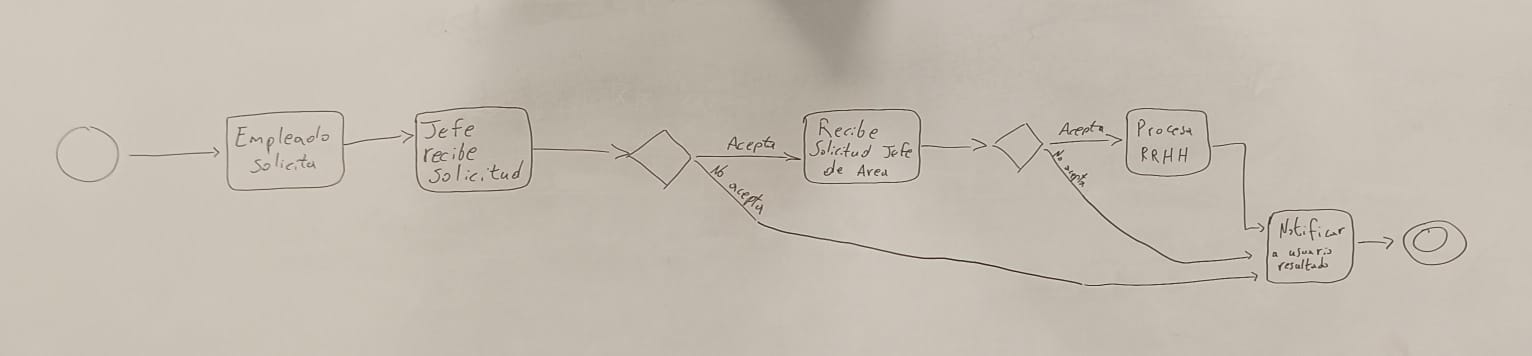 Empleado
Solicita
Jefe
recibe
Solicitud
Acepta
No acepta
Recibe
Solicitud Jefe
de Area
Acepta
No acepta
Procesa
RRHH
Notificar
a usuario
resultado